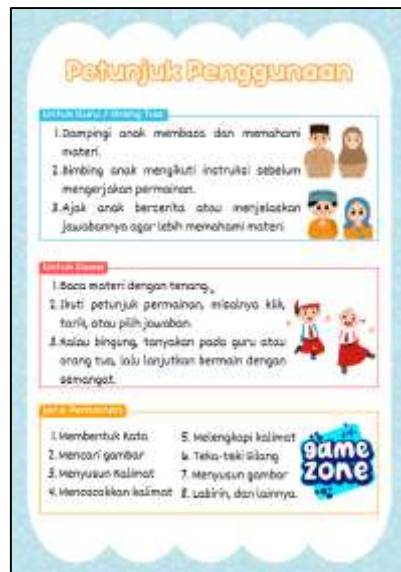 Petunjuk Penggunaan
Untuk Guru / Orang Tua
1. Dampingi anak membaca dan memahami
materi.
2. Bimbing anak mengikuti instruksi sebelum
mengerjakan permainan.
3. Ajak anak bercerita atau menjelaskan
jawabannya agar lebih memahami materi.
Untuk Siswa
1. Baca materi dengan tenang.
2. Ikuti petunjuk permainan, misalnya klik,
tarik, atau pilih jawaban.
3. Kalau bingung, tanyakan pada guru atau
orang tua, lalu lanjutkan bermain dengan
semangat.
Jenis Permainan
1. Membentuk Kata
2. Mencari gambar
3. Menyusun Kalimat
4. Mencocokkan kalimat
5. Melengkapi kalimat
6. Teka-teki Silang
7. Menyusun gambar
8. Labirin, dan lainnya.
game
zone